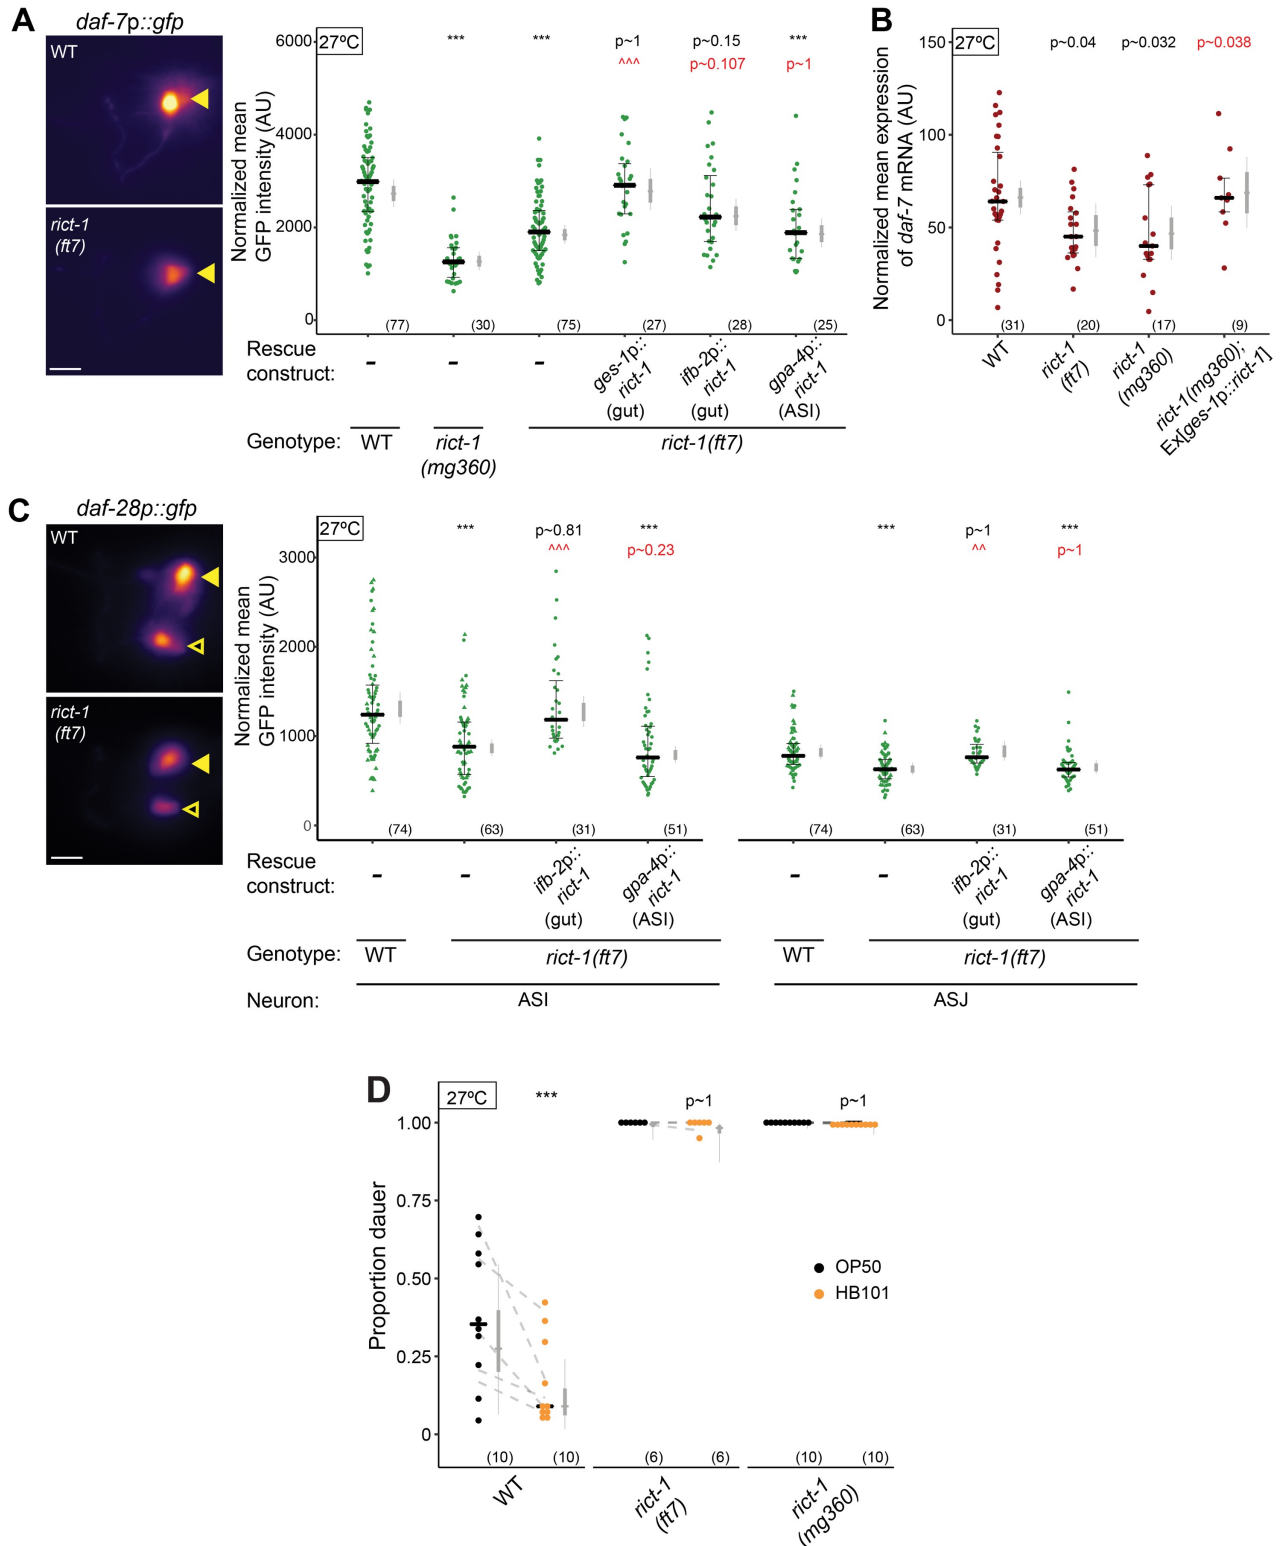 A
daf-7p::gfp
WT
rict-1
(ft7)
Normalized mean
GFP intensity (AU)
27ºC
*** *** p~1 p~0.15 ***
^^^ p~0.107 p~1
6000
4000
2000
0
(77) (30) (75) (27) (28) (25)
Rescue
construct:
- - - ges-1p::
rict-1
(gut)
ifb-2p::
rict-1
(gut)
gpa-4p::
rict-1
(ASI)
Genotype: WT rict-1
(mg360)
rict-1(ft7)
B
Normalized mean expression
of daf-7 mRNA (AU)
27ºC
p~0.04 p~0.032 p~0.038
150
100
50
0
(31) (20) (17) (9)
WT
rict-1
(ft7)
rict-1
(mg360)
rict-1(mg360);
Ex[ges-1p::rict-1]
C
daf-28p::gfp
WT
rict-1
(ft7)
Normalized mean
GFP intensity (AU)
27ºC
*** p~0.81 *** *** p~1 ***
^^^ p~0.23 ^^ p~1
3000
2000
1000
0
(74) (63) (31) (51) (74) (63) (31) (51)
Rescue
construct:
- - ifb-2p::
rict-1
(gut)
gpa-4p::
rict-1
(ASI)
- - ifb-2p::
rict-1
(gut)
gpa-4p::
rict-1
(ASI)
Genotype: WT rict-1(ft7) WT rict-1(ft7)
Neuron: ASI ASJ
D
Proportion dauer
27ºC
*** p~1 p~1
1.00
0.75
0.50
0.25
0
OP50
HB101
(10) (10) (6) (6) (10) (10)
WT
rict-1
(ft7)
rict-1
(mg360)